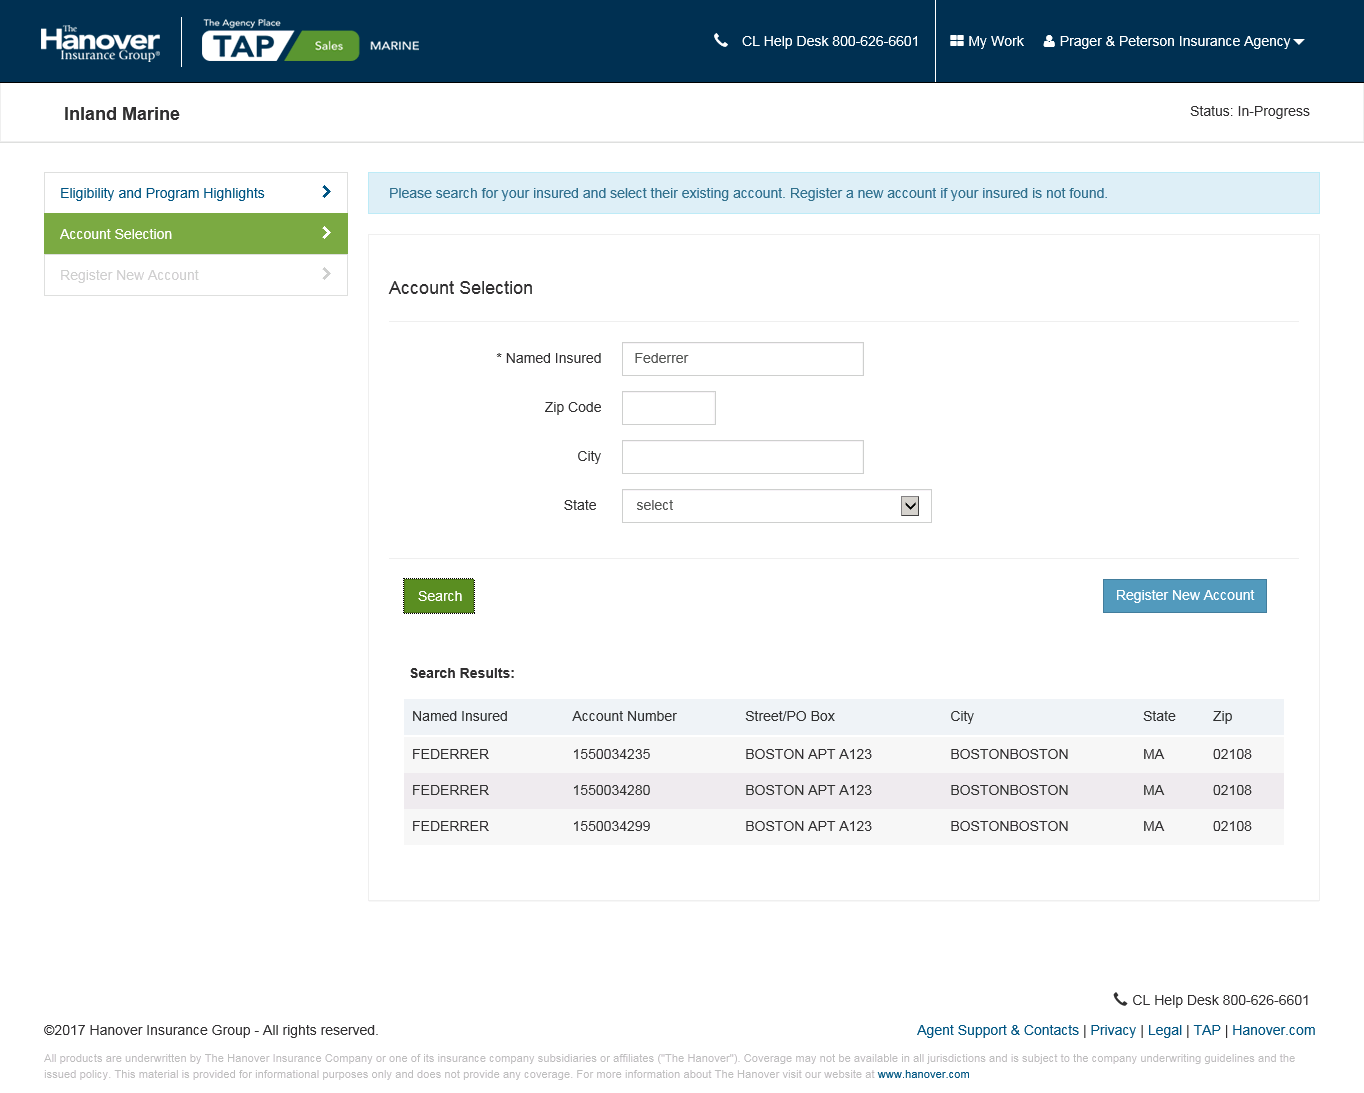 The Hanover Insurance Group®
The Agency Place
TAP Sales MARINE
CL Help Desk 800-626-6601
My Work
Prager & Peterson Insurance Agency
Inland Marine
Status: In-Progress
Eligibility and Program Highlights
Account Selection
Register New Account
Please search for your insured and select their existing account. Register a new account if your insured is not found.
Account Selection
* Named Insured Federrer
Zip Code
City
State select
Search
Register New Account
Search Results:
Named Insured Account Number Street/PO Box City State Zip
FEDERRER 1550034235 BOSTON APT A123 BOSTONBOSTON MA 02108
FEDERRER 1550034280 BOSTON APT A123 BOSTONBOSTON MA 02108
FEDERRER 1550034299 BOSTON APT A123 BOSTONBOSTON MA 02108
CL Help Desk 800-626-6601
©2017 Hanover Insurance Group - All rights reserved.
Agent Support & Contacts | Privacy | Legal | TAP | Hanover.com
All products are underwritten by The Hanover Insurance Company or one of its insurance company subsidiaries or affiliates ("The Hanover"). Coverage may not be available in all jurisdictions and is subject to the company underwriting guidelines and the
issued policy. This material is provided for informational purposes only and does not provide any coverage. For more information about The Hanover visit our website at www.hanover.com